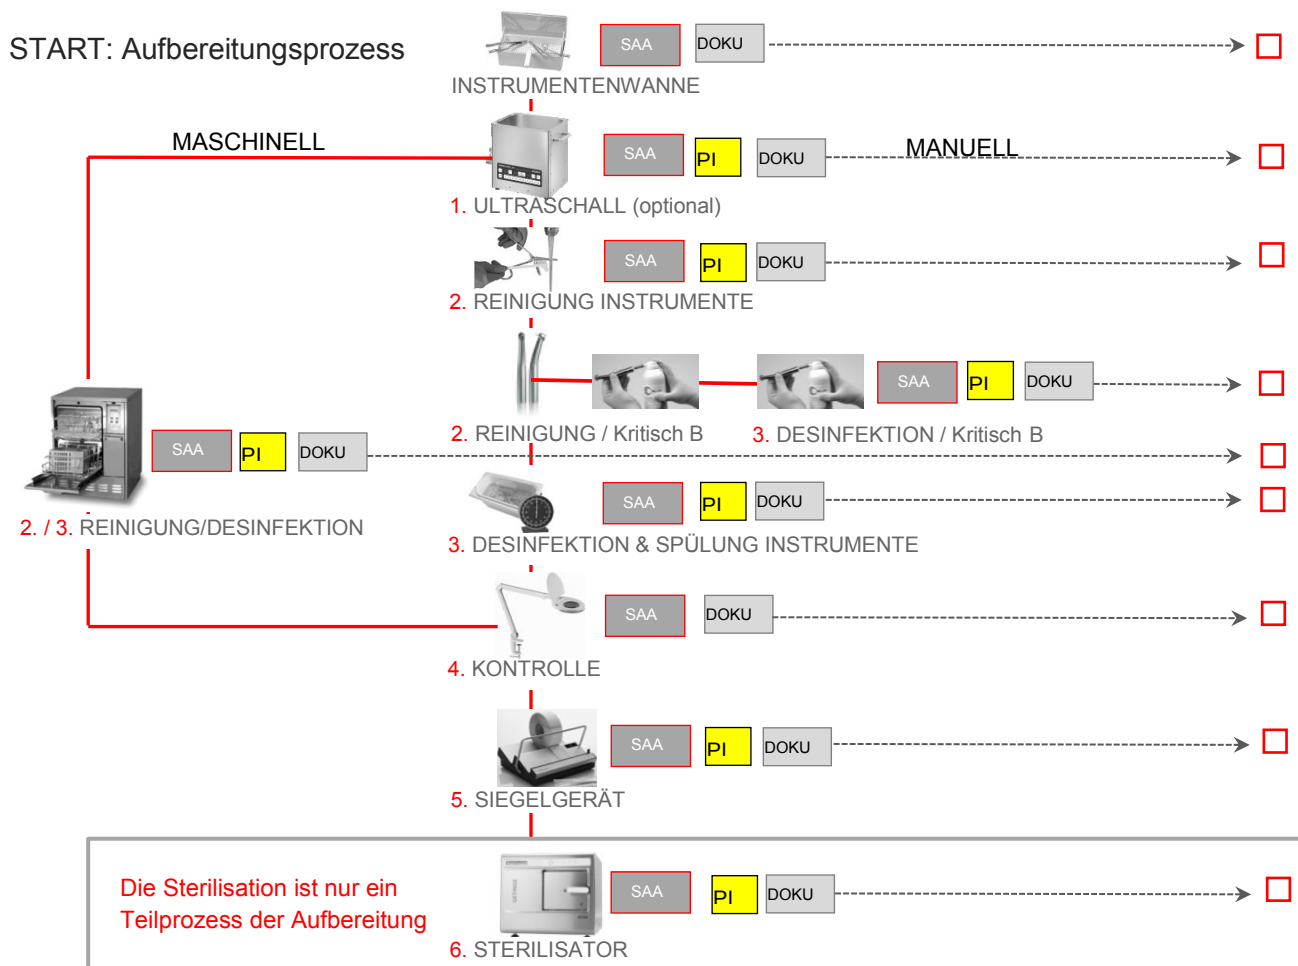 START: Aufbereitungsprozess
SAA
DOKU
INSTRUMENTENWANNE
MASCHINELL
SAA
PI
DOKU
MANUELL
1. ULTRASCHALL (optional)
SAA
PI
DOKU
2. REINIGUNG INSTRUMENTE
SAA
PI
DOKU
2. REINIGUNG / Kritisch B
3. DESINFEKTION / Kritisch B
SAA
PI
DOKU
2. / 3. REINIGUNG/DESINFEKTION
SAA
PI
DOKU
3. DESINFEKTION & SPÜLUNG INSTRUMENTE
SAA
DOKU
4. KONTROLLE
SAA
PI
DOKU
5. SIEGELGERÄT
Die Sterilisation ist nur ein
Teilprozess der Aufbereitung
SAA
PI
DOKU
6. STERILISATOR